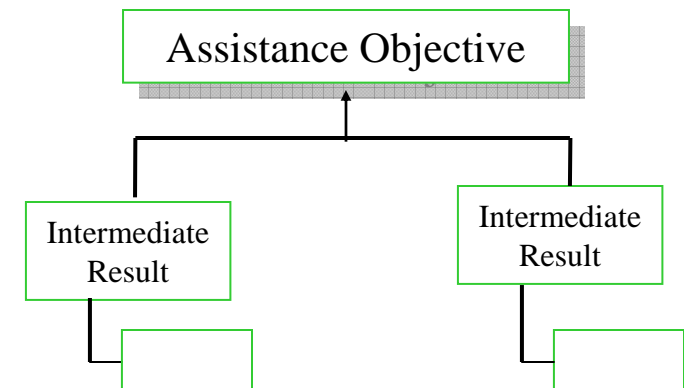 Assistance Objective
Intermediate
Result
Intermediate
Result